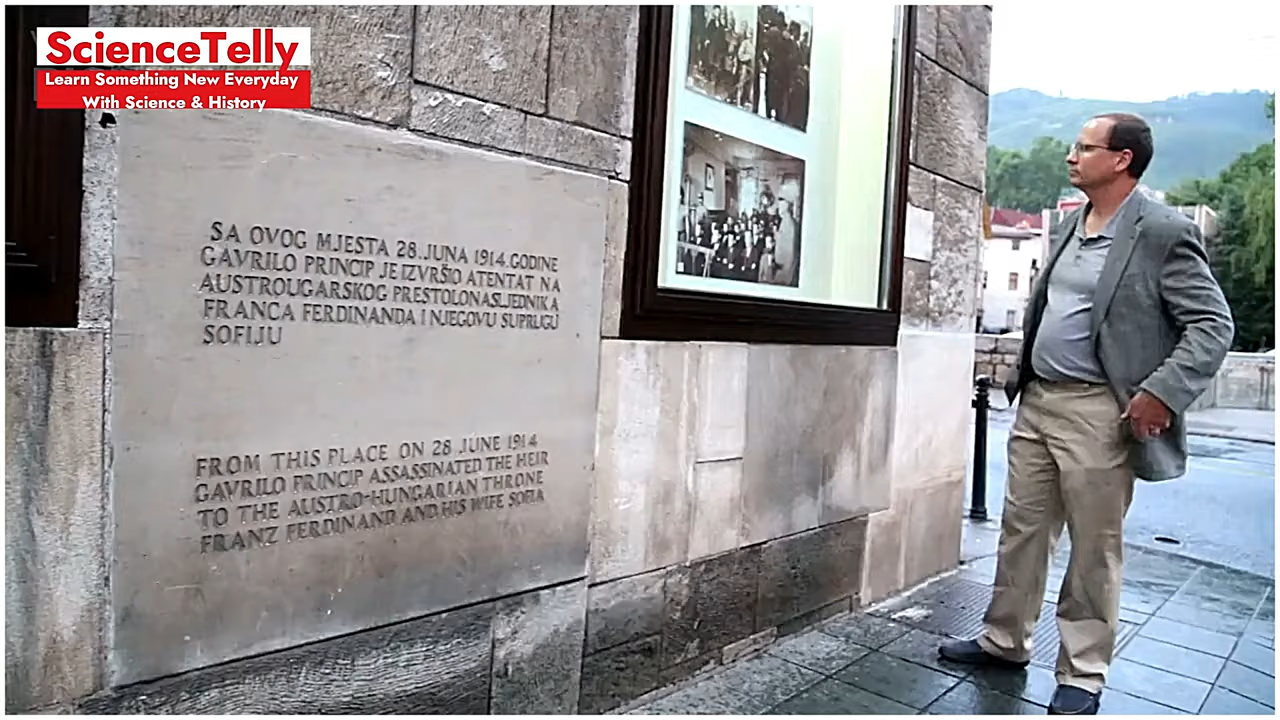 ScienceTelly
Learn Something New Everyday
With Science & History
SA OVOG MJESTA 28. JUNA 1914. GODINE
GAVRILO PRINCIP JE IZVRŠIO ATENTAT NA
AUSTROUGARSKOG PRESTOLONASLJEDNIKA
FRANCA FERDINANDA I NJEGOVU SUPRUGU
SOFIJU
FROM THIS PLACE ON 28 JUNE 1914
GAVRILO PRINCIP ASSASSINATED THE HEIR
TO THE AUSTRO-HUNGARIAN THRONE
FRANZ FERDINAND AND HIS WIFE SOFIA